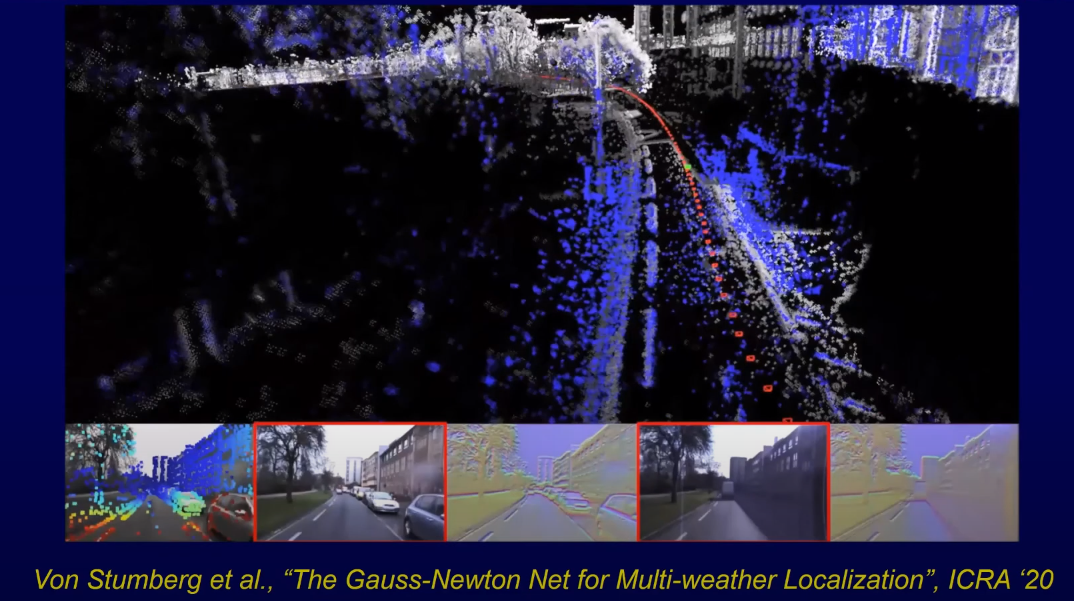 Von Stumberg et al., “The Gauss-Newton Net for Multi-weather Localization”, ICRA ‘20